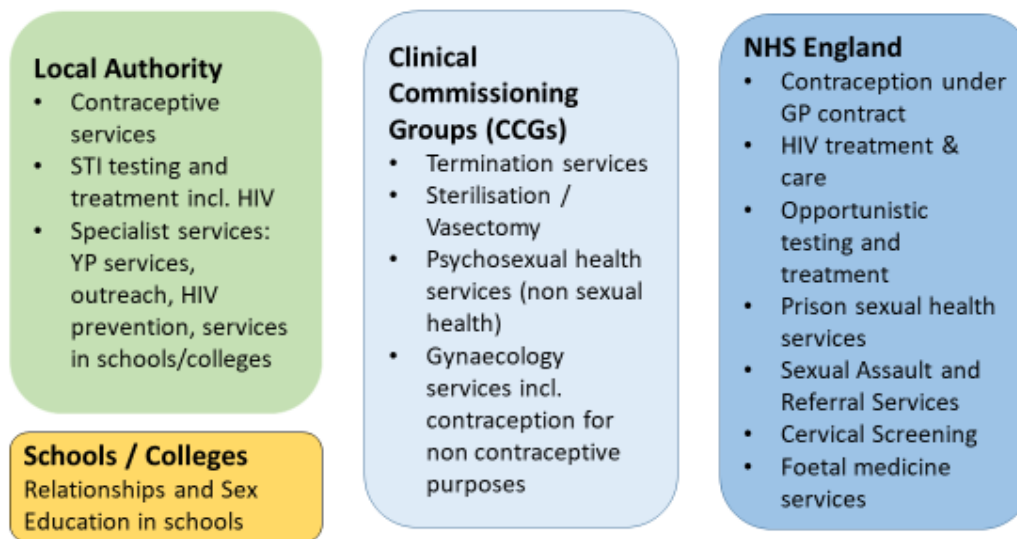 Local Authority
• Contraceptive
services
• STI testing and
treatment incl. HIV
• Specialist services:
YP services,
outreach, HIV
prevention, services
in schools/colleges
Schools / Colleges
Relationships and Sex
Education in schools
Clinical
Commissioning
Groups (CCGs)
• Termination services
• Sterilisation /
Vasectomy
• Psychosexual health
services (non sexual
health)
• Gynaecology
services incl.
contraception for
non contraceptive
purposes
NHS England
• Contraception under
GP contract
• HIV treatment &
care
• Opportunistic
testing and
treatment
• Prison sexual health
services
• Sexual Assault and
Referral Services
• Cervical Screening
• Foetal medicine
services